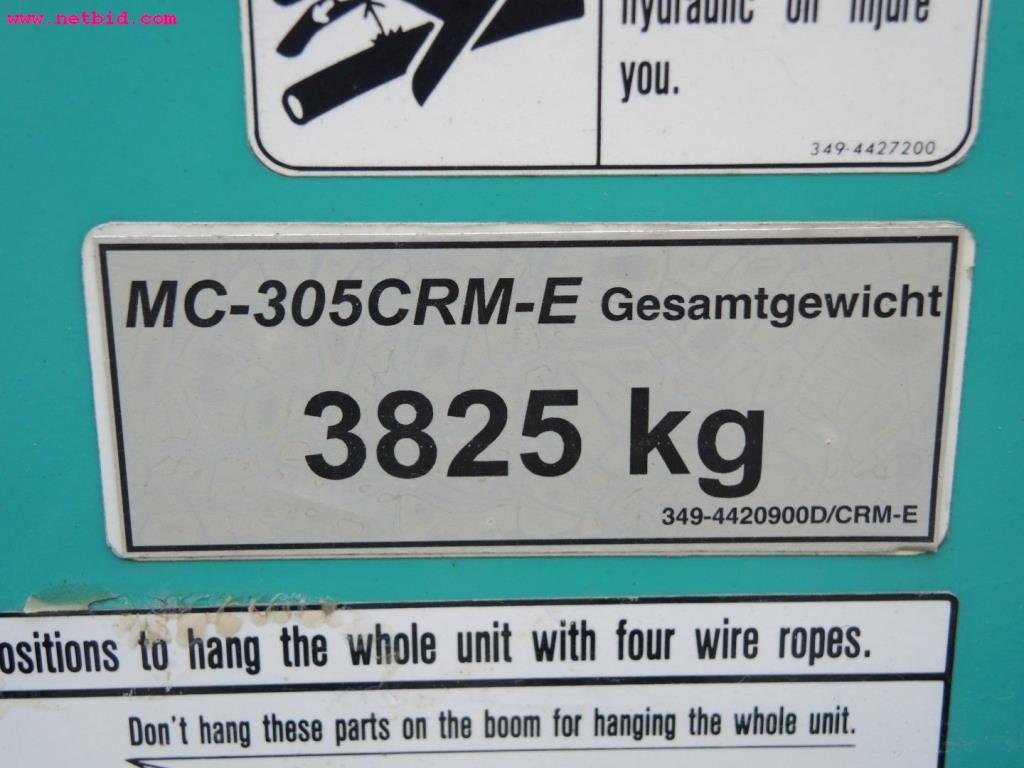 www.netbid.com
hydraulic oil injure
you.
349-4427200
MC-305CRM-E Gesamtgewicht
3825 kg
349-4420900D/CRM-E
ositions to hang the whole unit with four wire ropes.
Don't hang these parts on the boom for hanging the whole unit.